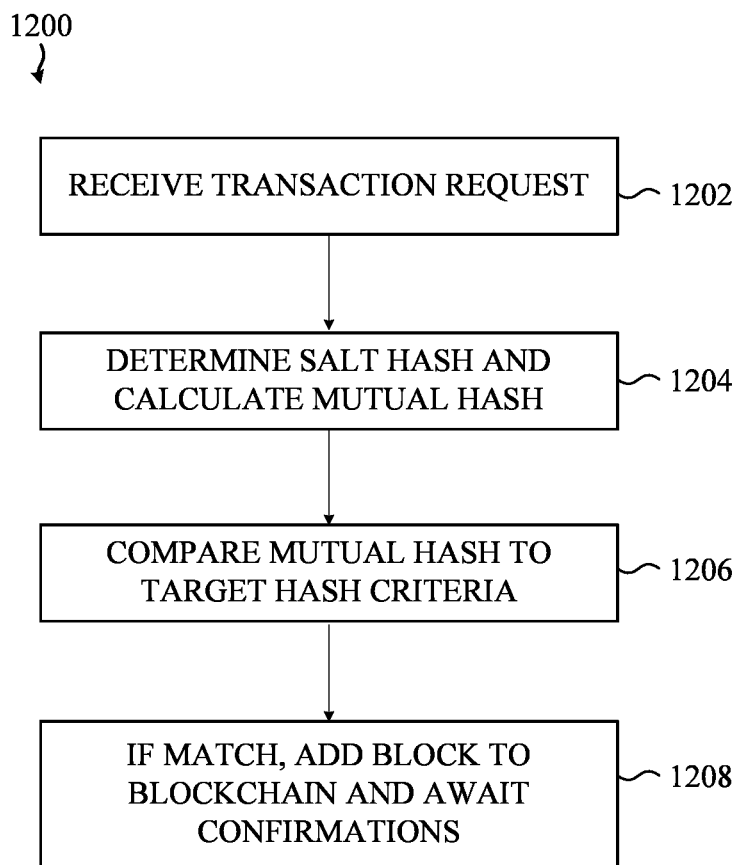 1200
RECEIVE TRANSACTION REQUEST
1202
DETERMINE SALT HASH AND
CALCULATE MUTUAL HASH
1204
COMPARE MUTUAL HASH TO
TARGET HASH CRITERIA
1206
IF MATCH, ADD BLOCK TO
BLOCKCHAIN AND AWAIT
CONFIRMATIONS
1208